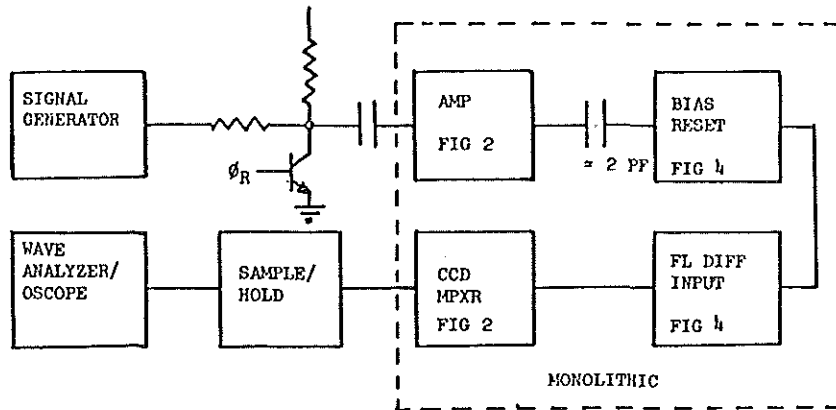 SIGNAL
GENERATOR
ØR
AMP
FIG 2
≈ 2 PF
BIAS
RESET
FIG 4
WAVE
ANALYZER/
OSCOPE
SAMPLE/
HOLD
CCD
MPXR
FIG 2
FL DIFF
INPUT
FIG 4
MONOLITHIC